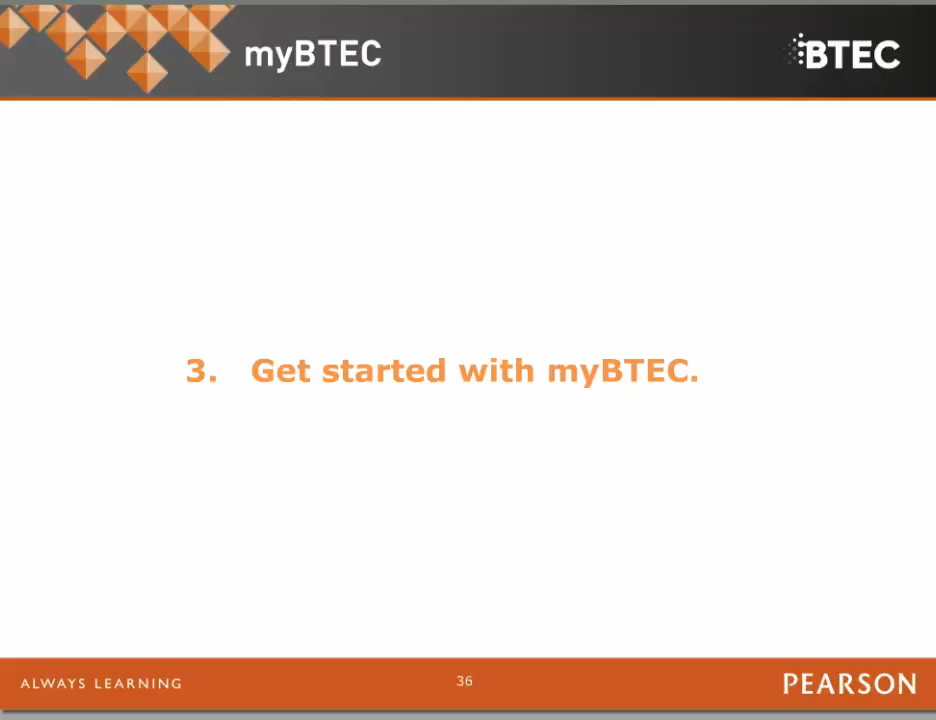 myBTEC
BTEC
3. Get started with myBTEC.
ALWAYS LEARNING
36
PEARSON